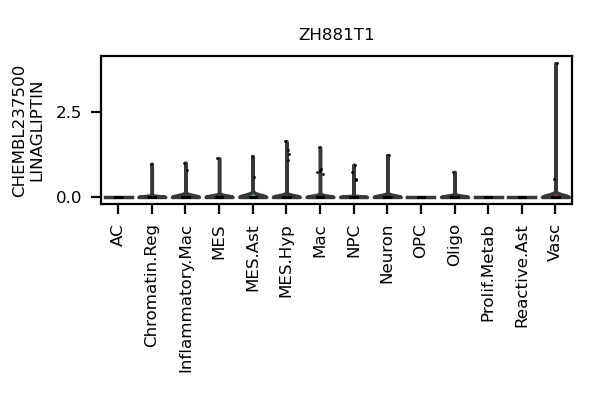 ZH881T1
CHEMBL237500
LINAGLIPTIN
2.5
0.0
AC
Chromatin.Reg
Inflammatory.Mac
MES
MES.Ast
MES.Hyp
Mac
NPC
Neuron
OPC
Oligo
Prolif.Metab
Reactive.Ast
Vasc